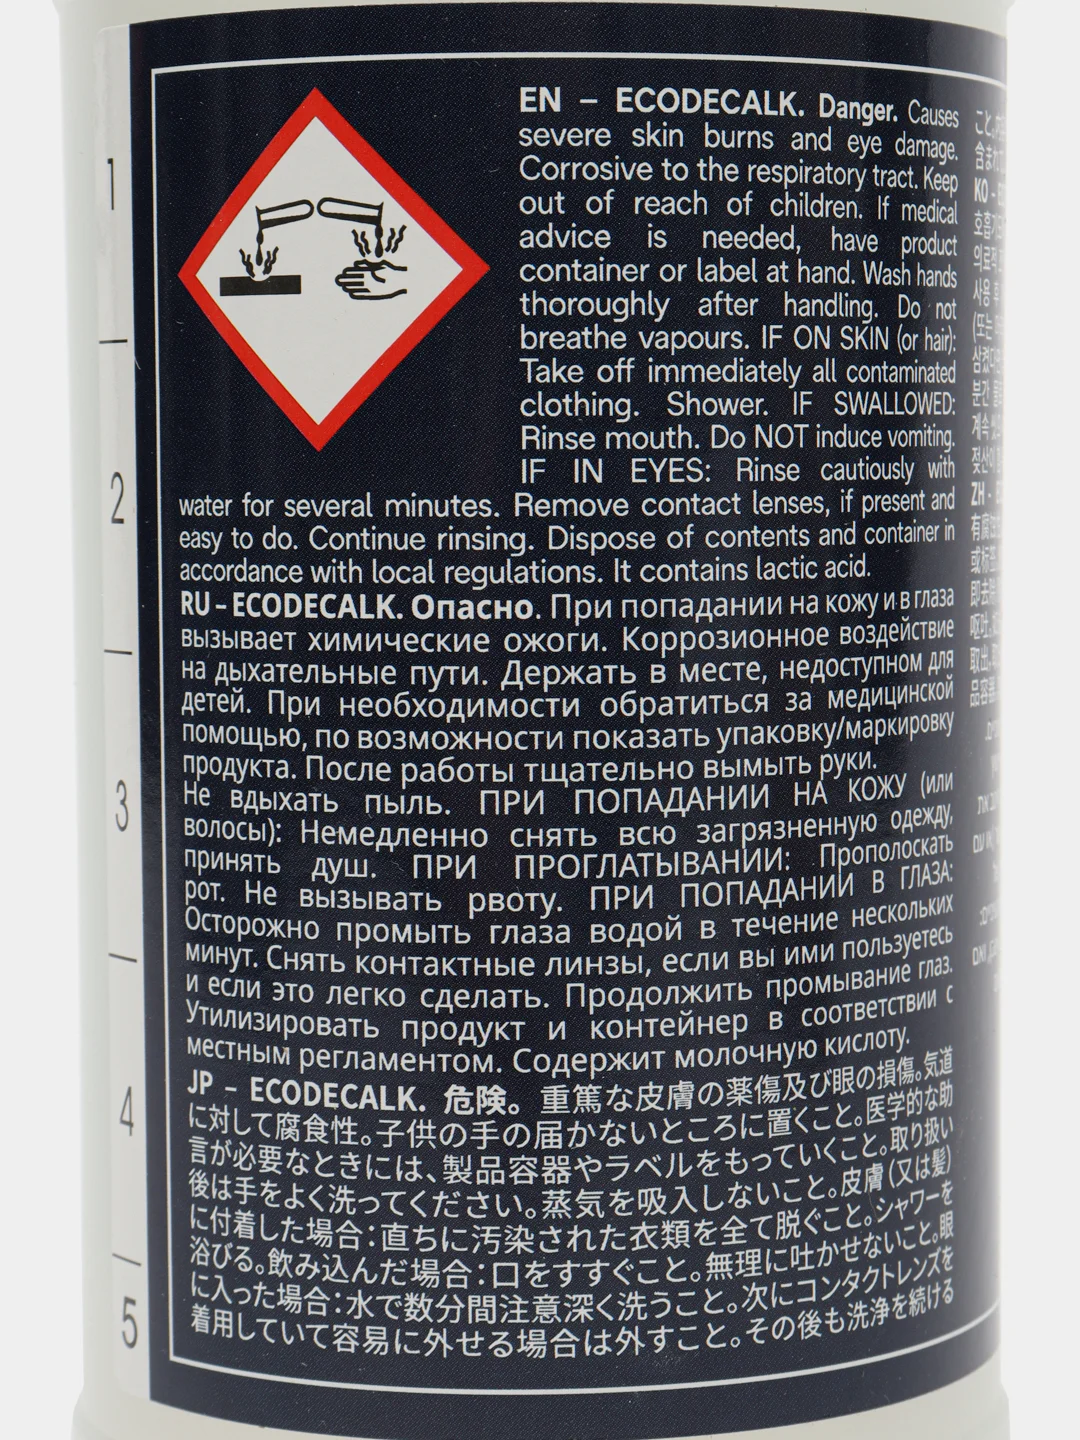 EN – ECODECALK. Danger. Causes
severe skin burns and eye damage.
Corrosive to the respiratory tract. Keep
out of reach of children. If medical
advice is needed, have product
container or label at hand. Wash hands
thoroughly after handling. Do not
breathe vapours. IF ON SKIN (or hair):
Take off immediately all contaminated
clothing. Shower. IF SWALLOWED:
Rinse mouth. Do NOT induce vomiting.
IF IN EYES: Rinse cautiously with
water for several minutes. Remove contact lenses, if present and
easy to do. Continue rinsing. Dispose of contents and container in
accordance with local regulations. It contains lactic acid.
RU – ECODECALK. Опасно. При попадании на кожу и в глаза
вызывает химические ожоги. Коррозионное воздействие
на дыхательные пути. Держать в месте, недоступном для
детей. При необходимости обратиться за медицинской
помощью, по возможности показать упаковку/маркировку
продукта. После работы тщательно вымыть руки.
Не вдыхать пыль. ПРИ ПОПАДАНИИ НА КОЖУ (или
волосы): Немедленно снять всю загрязненную одежду,
принять душ. ПРИ ПРОГЛАТЫВАНИИ: Прополоскать
рот. Не вызывать рвоту. ПРИ ПОПАДАНИИ В ГЛАЗА:
Осторожно промыть глаза водой в течение нескольких
минут. Снять контактные линзы, если вы ими пользуетесь
и если это легко сделать. Продолжить промывание глаз.
Утилизировать продукт и контейнер в соответствии с
местным регламентом. Содержит молочную кислоту.
JP – ECODECALK. 危険。重篤な皮膚の薬傷及び眼の損傷。気道
に対して腐食性。子供の手の届かないところに置くこと。医学的な助
言が必要なときには、製品容器やラベルをもっていくこと。取り扱い
後は手をよく洗ってください。蒸気を吸入しないこと。皮膚（又は髪）
に付着した場合：直ちに汚染された衣類を全て脱ぐこと。シャワーを
浴びる。飲み込んだ場合：口をすすぐこと。無理に吐かせないこと。眼
に入った場合：水で数分間注意深く洗うこと。次にコンタクトレンズを
着用していて容易に外せる場合は外すこと。その後も洗浄を続ける
1
2
3
4
5